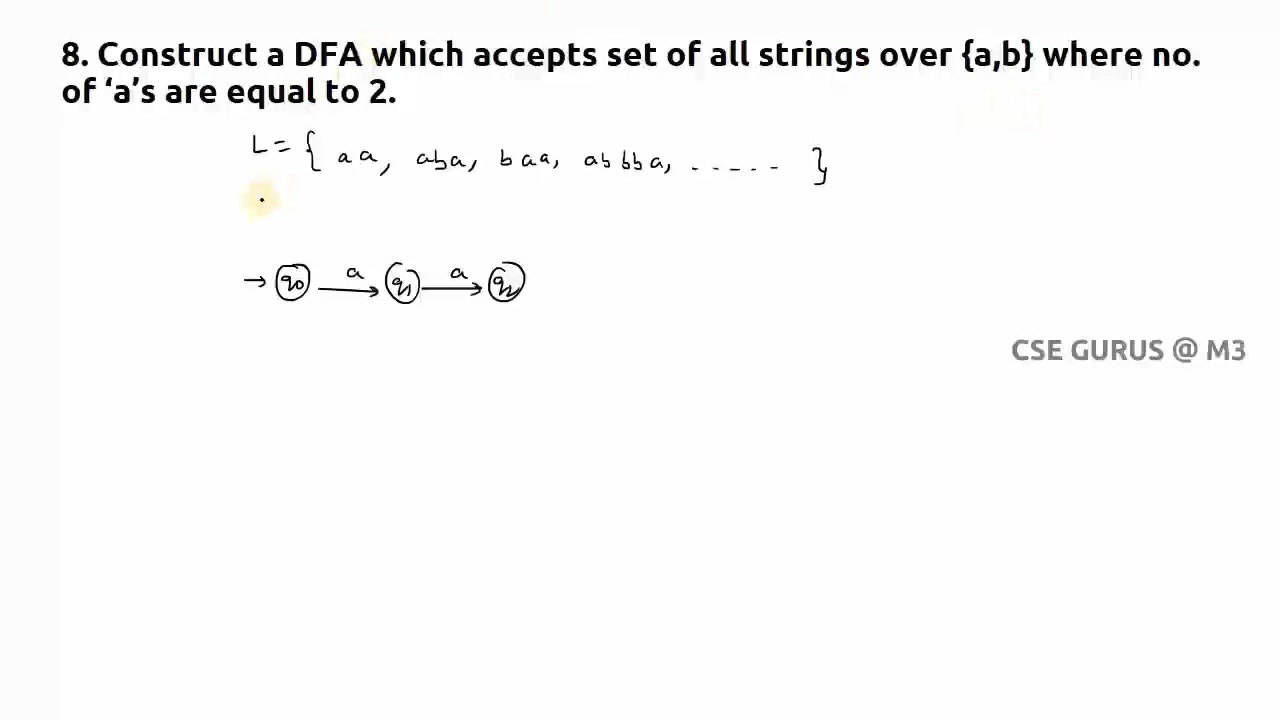 8. Construct a DFA which accepts set of all strings over {a,b} where no.
of ‘a’s are equal to 2.
L = { aa, aba, baa, abbba, ..... }
→ q0 a → q1 a → q2
CSE GURUS @ M3